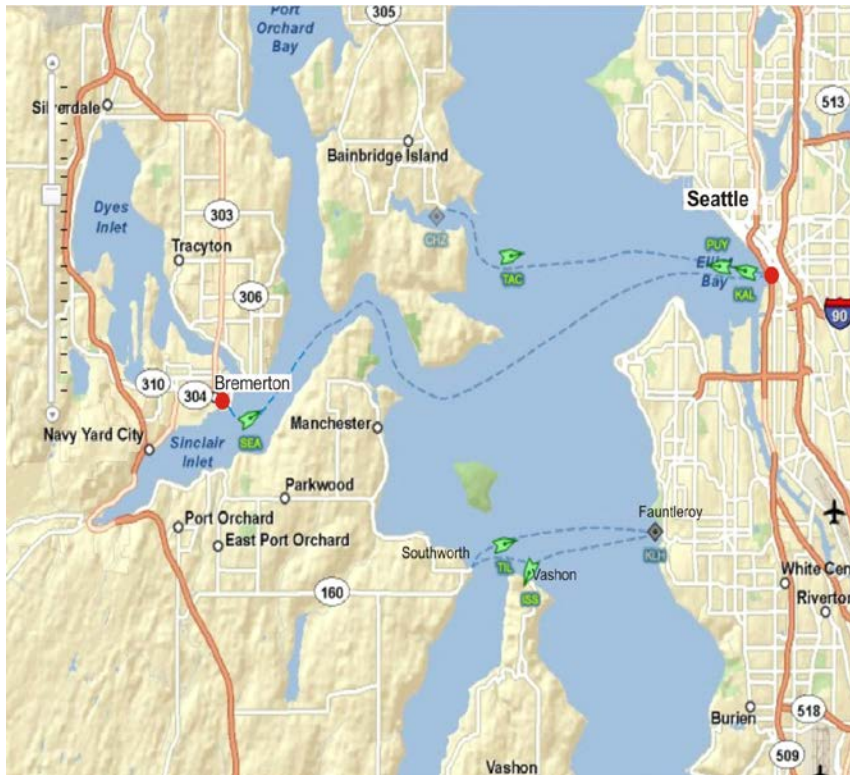 Port
Orchard
Bay
305
Silverdale
513
Bainbridge Island
Dyes
Inlet
Seattle
303
CHZ
Tracyton
PUY
Elliot
Bay
TAC
KAL
306
90
310
304
Bremerton
Manchester
SEA
Navy Yard City
Sinclair
Inlet
Parkwood
Fauntleroy
Port Orchard
East Port Orchard
Southworth
KLH
TIL
Vashon
ISS
160
White Cen
Riverton
Burien
518
509
Vashon